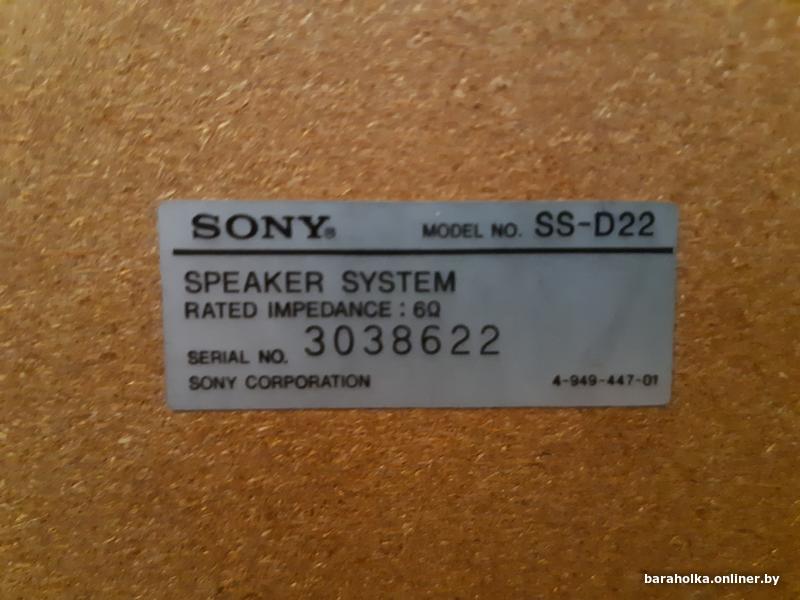 SONY® MODEL NO. SS-D22
SPEAKER SYSTEM
RATED IMPEDANCE : 6Ω
SERIAL NO. 3038622
SONY CORPORATION 4-949-447-01
baraholka.onliner.by